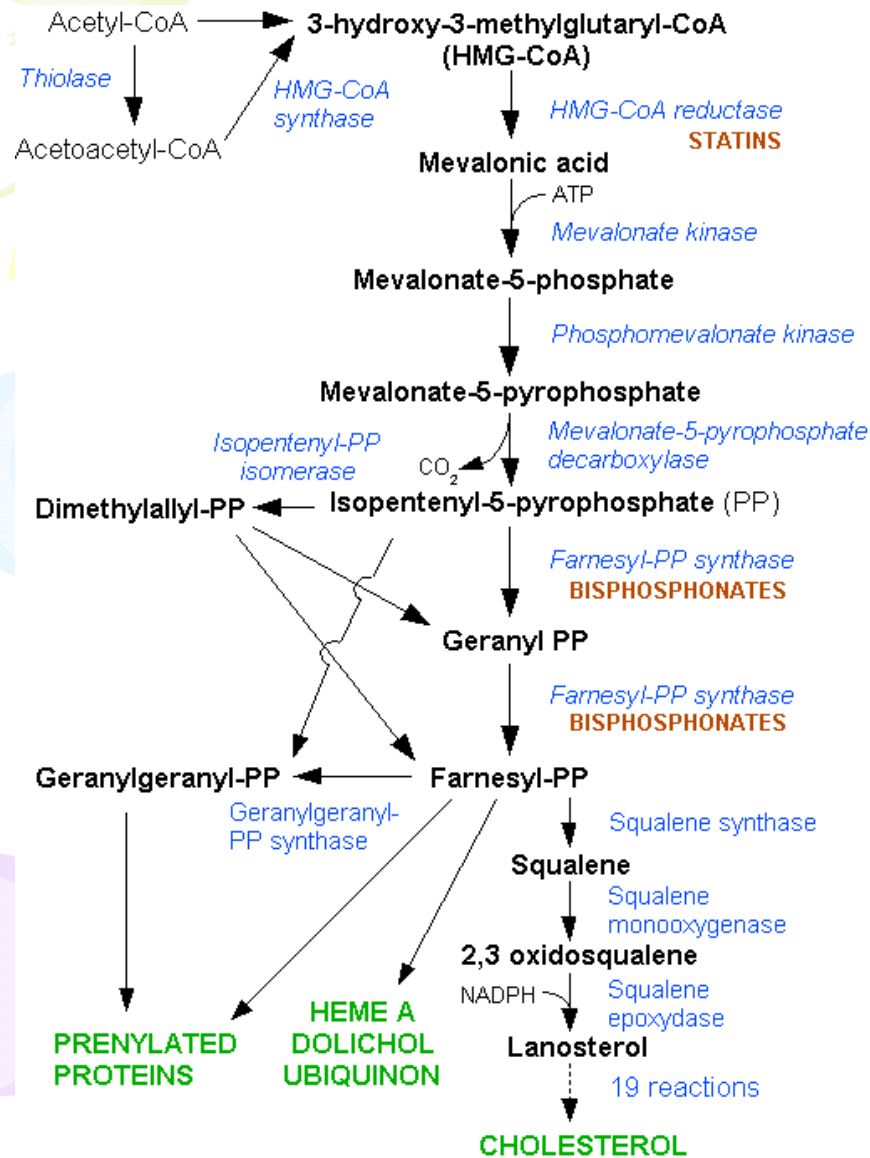 Acetyl-CoA
3-hydroxy-3-methylglutaryl-CoA
(HMG-CoA)
Thiolase
HMG-CoA
synthase
HMG-CoA reductase
STATINS
Acetoacetyl-CoA
Mevalonic acid
ATP
Mevalonate kinase
Mevalonate-5-phosphate
Phosphomevalonate kinase
Mevalonate-5-pyrophosphate
Isopentenyl-PP
isomerase
CO2
Mevalonate-5-pyrophosphate
decarboxylase
Dimethylallyl-PP
Isopentenyl-5-pyrophosphate (PP)
Farnesyl-PP synthase
BISPHOSPHONATES
Geranyl PP
Farnesyl-PP synthase
BISPHOSPHONATES
Geranylgeranyl-PP
Farnesyl-PP
Geranylgeranyl-
PP synthase
Squalene synthase
Squalene
Squalene
monooxygenase
2,3 oxidosqualene
NADPH
Squalene
epoxydase
Lanosterol
PRENYLATED
PROTEINS
HEME A
DOLICHOL
UBIQUINON
19 reactions
CHOLESTEROL